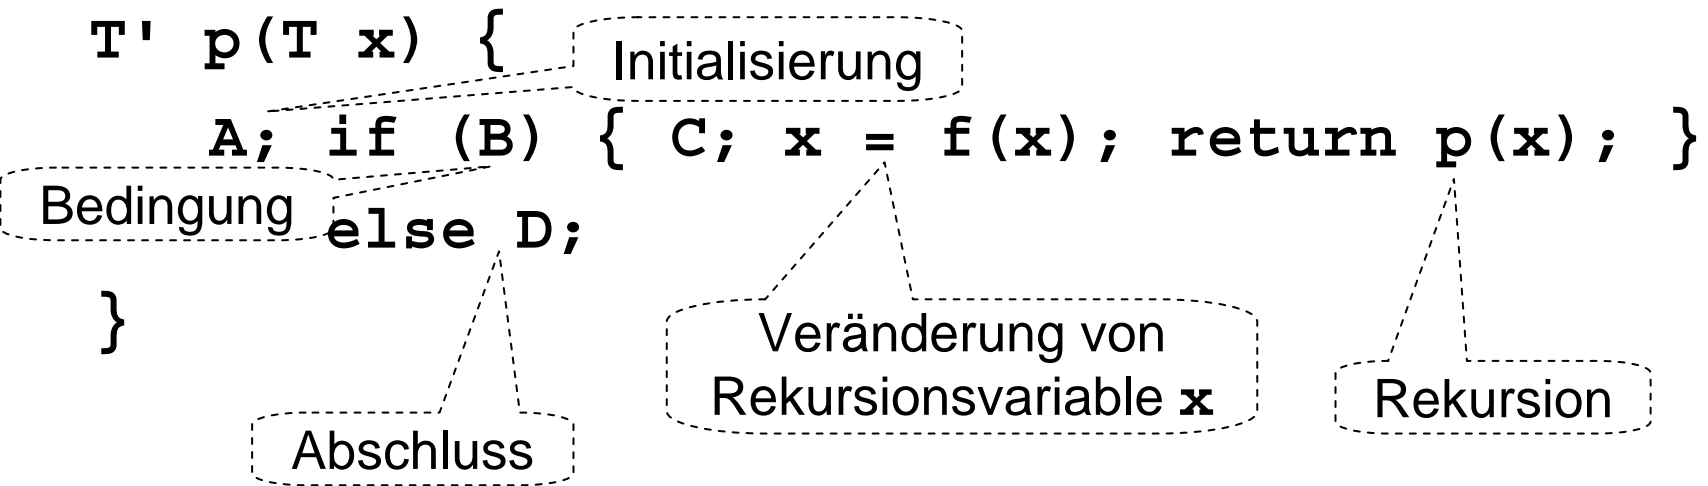 T' p(T x) {
Initialisierung
A; if (B) { C; x = f(x); return p(x); }
Bedingung
else D;
}
Veränderung von
Rekursionsvariable x
Rekursion
Abschluss